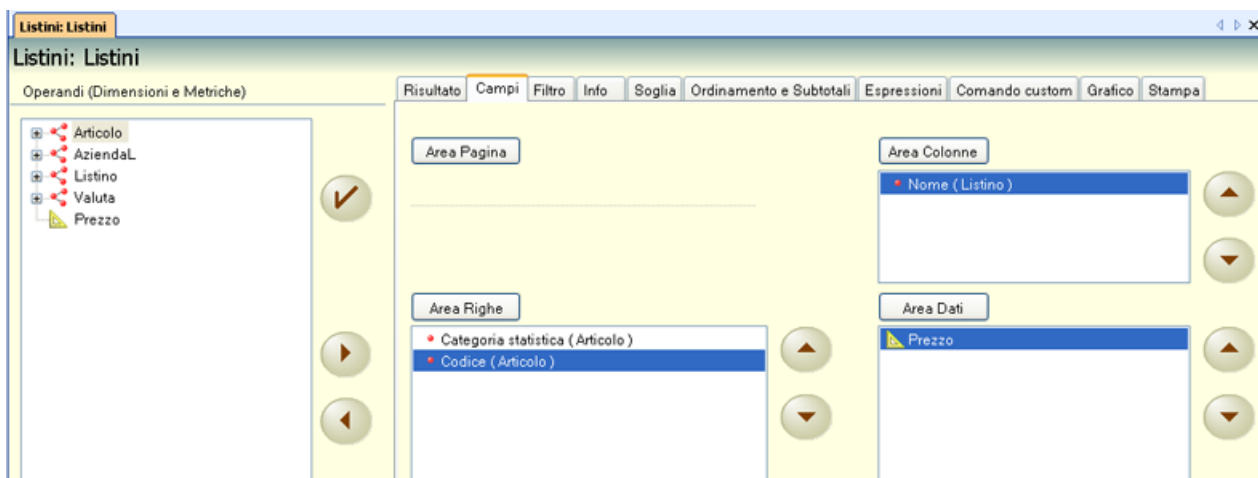 Listini: Listini
Listini: Listini
Operandi (Dimensioni e Metriche)
Risultato Campi Filtro Info Soglia Ordinamento e Subtotali Espressioni Comando custom Grafico Stampa
Articolo
AziendaL
Listino
Valuta
Prezzo
Area Pagina
Area Colonne
Nome ( Listino )
Area Righe
Categoria statistica ( Articolo )
Codice ( Articolo )
Area Dati
Prezzo